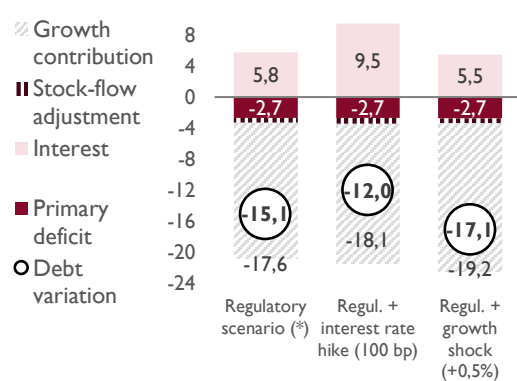 Growth
contribution
Stock-flow
adjustment
Interest
Primary
deficit
Debt
variation
8
4
0
-4
-8
-12
-16
-20
-24
5,8
9,5
5,5
-2,7
-2,7
-2,7
-15,1
-12,0
-17,1
-17,6
-18,1
-19,2
Regulatory
scenario (*)
Regul. +
interest rate
hike (100 bp)
Regul. +
growth
shock
(+0,5%)